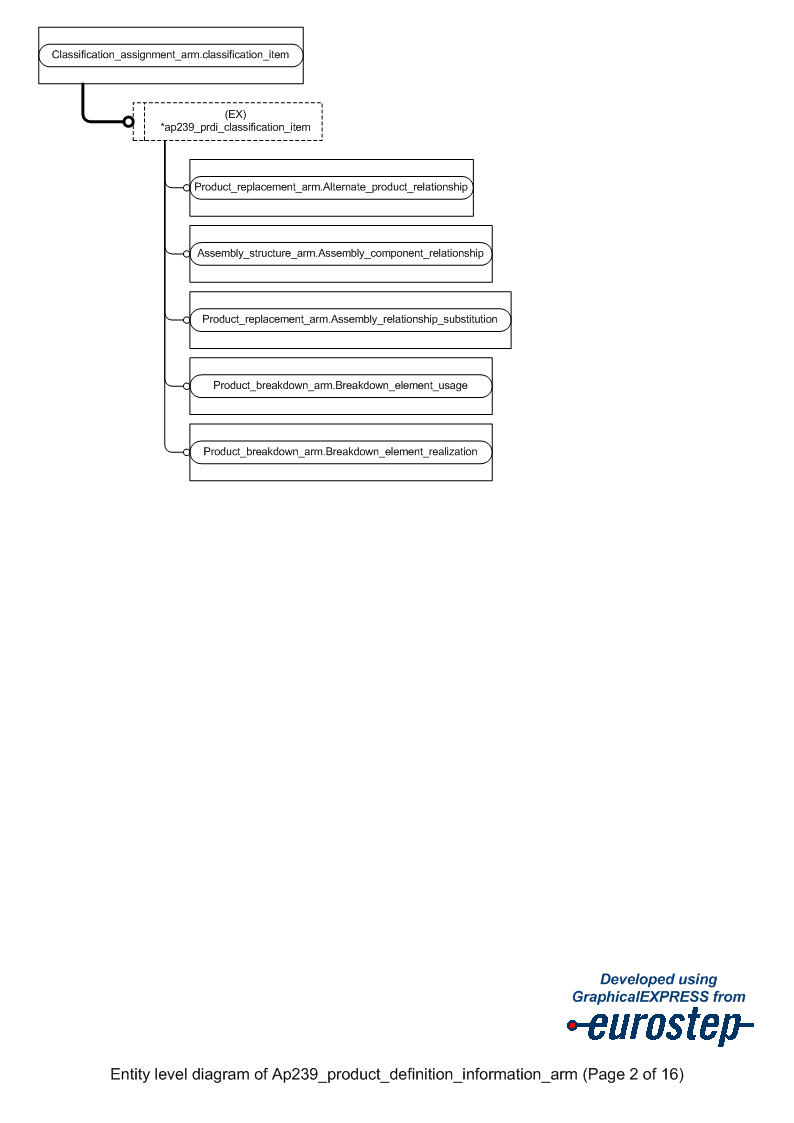 Classification_assignment_arm.classification_item
(EX)
*ap239_prdi_classification_item
Product_replacement_arm.Alternate_product_relationship
Assembly_structure_arm.Assembly_component_relationship
Product_replacement_arm.Assembly_relationship_substitution
Product_breakdown_arm.Breakdown_element_usage
Product_breakdown_arm.Breakdown_element_realization
Developed using
GraphicalEXPRESS from
eurostep
Entity level diagram of Ap239_product_definition_information_arm (Page 2 of 16)